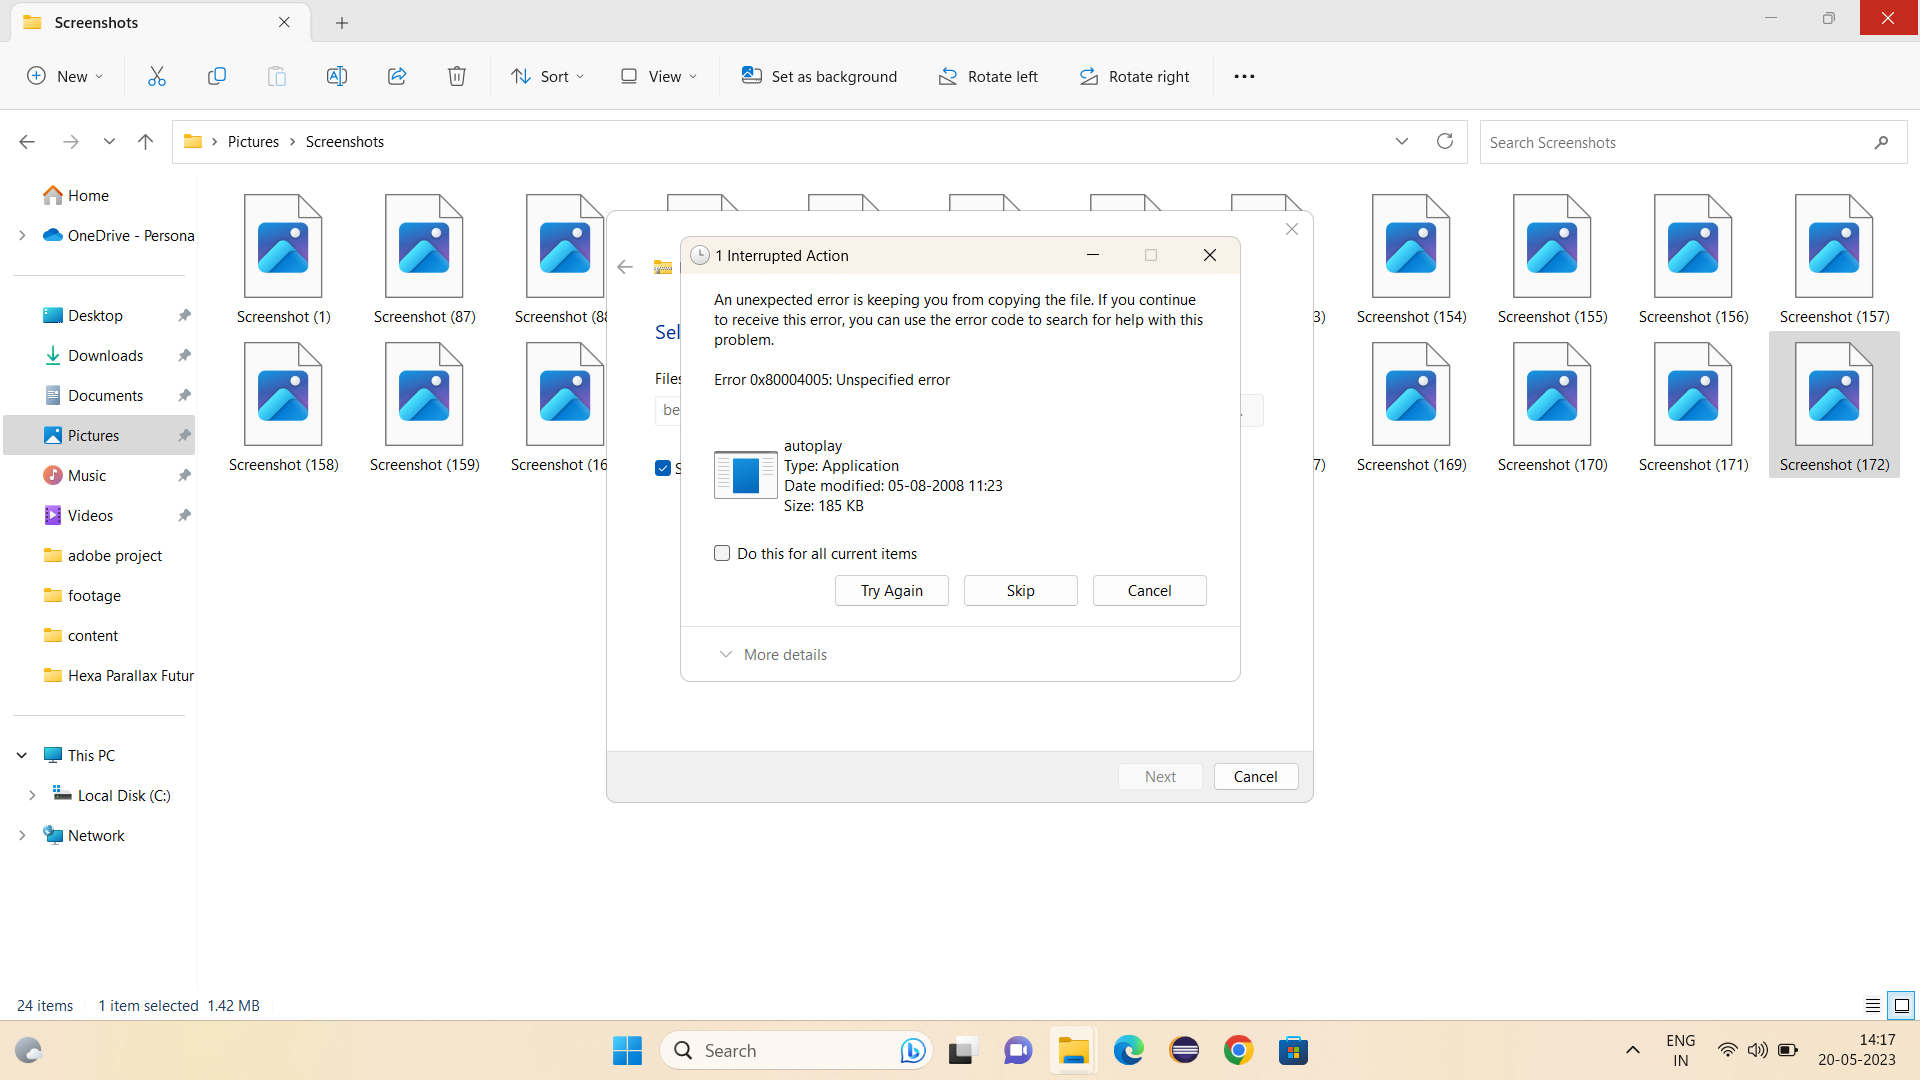 Screenshots
New
Sort
View
Set as background
Rotate left
Rotate right
Pictures
Screenshots
Search Screenshots
Home
OneDrive - Persona
Desktop
Downloads
Documents
Pictures
Music
Videos
adobe project
footage
content
Hexa Parallax Futur
This PC
Local Disk (C:)
Network
Screenshot (1)
Screenshot (87)
Screenshot (88
3)
Screenshot (154)
Screenshot (155)
Screenshot (156)
Screenshot (157)
Screenshot (158)
Screenshot (159)
Screenshot (16
7)
Screenshot (169)
Screenshot (170)
Screenshot (171)
Screenshot (172)
Sel
Files
be
S
1 Interrupted Action
An unexpected error is keeping you from copying the file. If you continue
to receive this error, you can use the error code to search for help with this
problem.
Error 0x80004005: Unspecified error
autoplay
Type: Application
Date modified: 05-08-2008 11:23
Size: 185 KB
Do this for all current items
Try Again
Skip
Cancel
More details
Next
Cancel
24 items
1 item selected 1.42 MB
Search
ENG
IN
14:17
20-05-2023